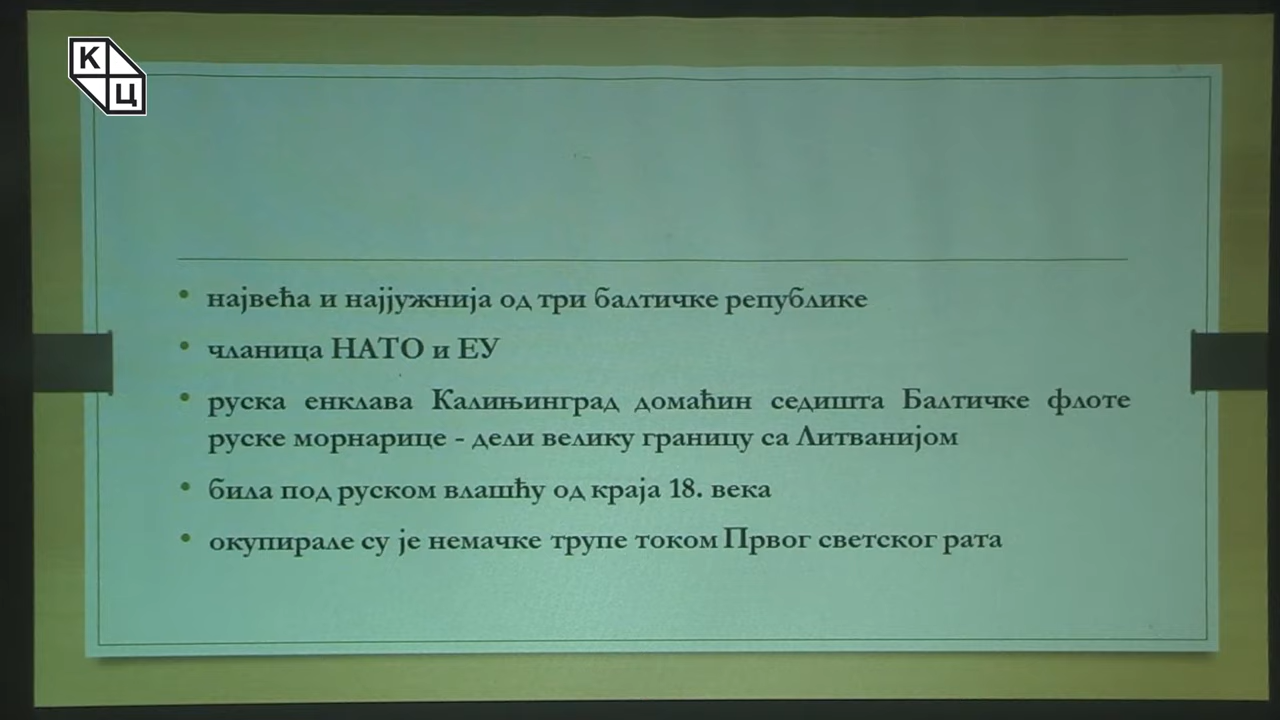 К
Ц
• највећа и најјужнија од три балтичке републике
• чланица НАТО и ЕУ
• руска енклава Калињинград домаћин седишта Балтичке флоте
руске морнарице - дели велику границу са Литванијом
• била под руском влашћу од краја 18. века
• окупирале су је немачке трупе током Првог светског рата